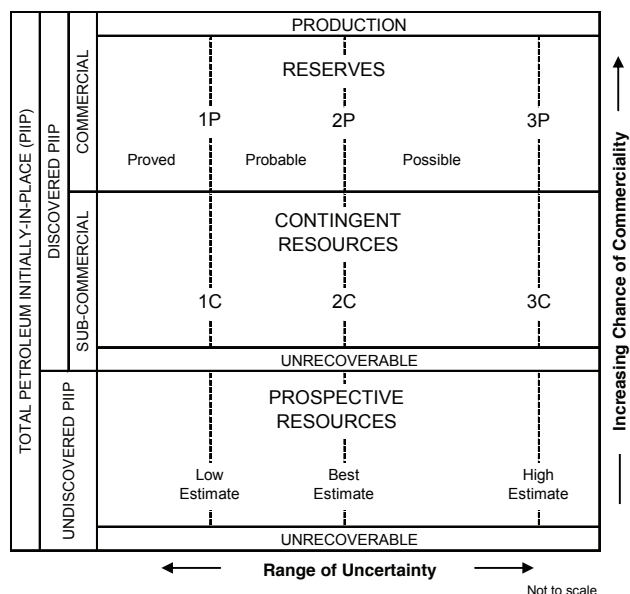 TOTAL PETROLEUM INITIALLY-IN-PLACE (PIIP)
DISCOVERED PIIP
UNDISCOVERED PIIP
COMMERCIAL
SUB-COMMERCIAL
PRODUCTION
RESERVES
1P 2P 3P
Proved Probable Possible
CONTINGENT
RESOURCES
1C 2C 3C
UNRECOVERABLE
PROSPECTIVE
RESOURCES
Low Best High
Estimate Estimate Estimate
UNRECOVERABLE
Increasing Chance of Commerciality
Range of Uncertainty
Not to scale